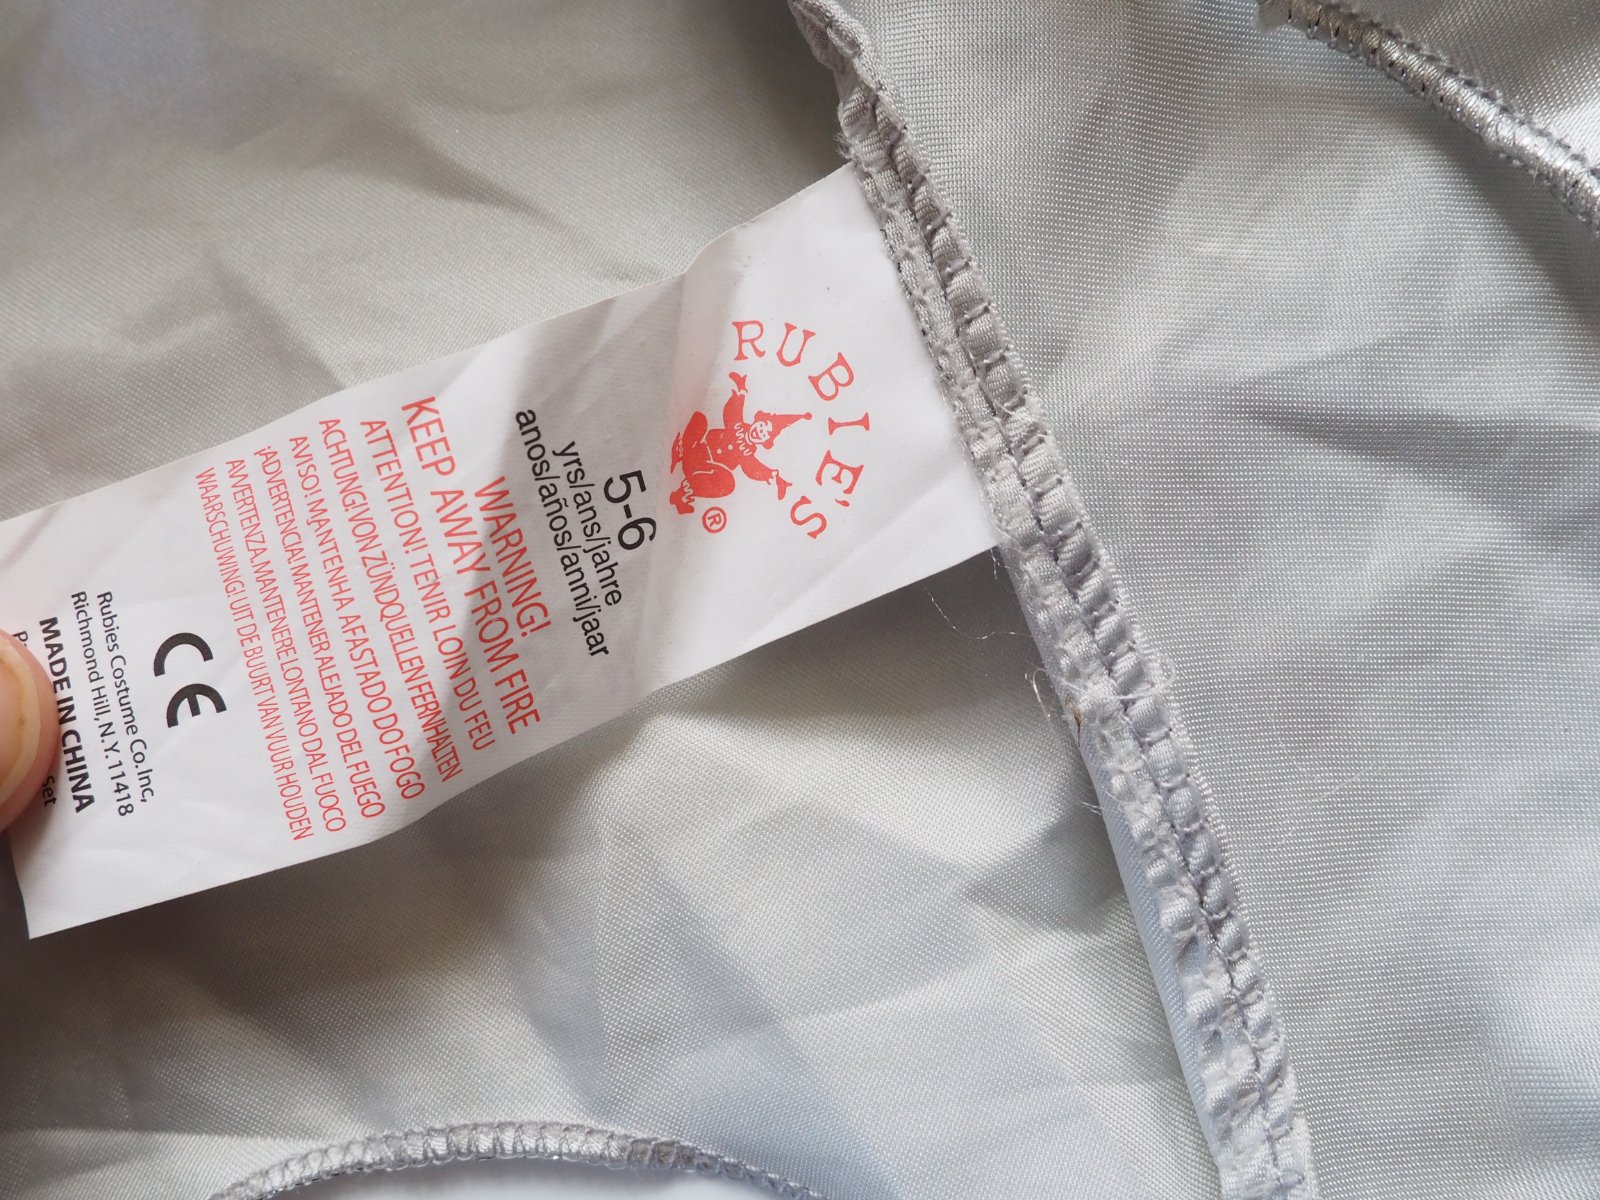 RUBIE'S
®
5-6
yrs/ans/jahre
anos/años/anni/jaar
WARNING!
KEEP AWAY FROM FIRE
ATTENTION! TENIR LOIN DU FEU
ACHTUNG! VON ZÜNDQUELLEN FERNHALTEN
AVISO! MANTENHA AFASTADO DO FOGO
¡ADVERTENCIA! MANTENER ALEJADO DEL FUEGO
AVVERTENZA. MANTENERE LONTANO DAL FUOCO
WAARSCHUWING! UIT DE BUURT VAN VUUR HOUDEN
CE
Rubies Costume Co.Inc,
Richmond Hill, N.Y. 11418
MADE IN CHINA
Set